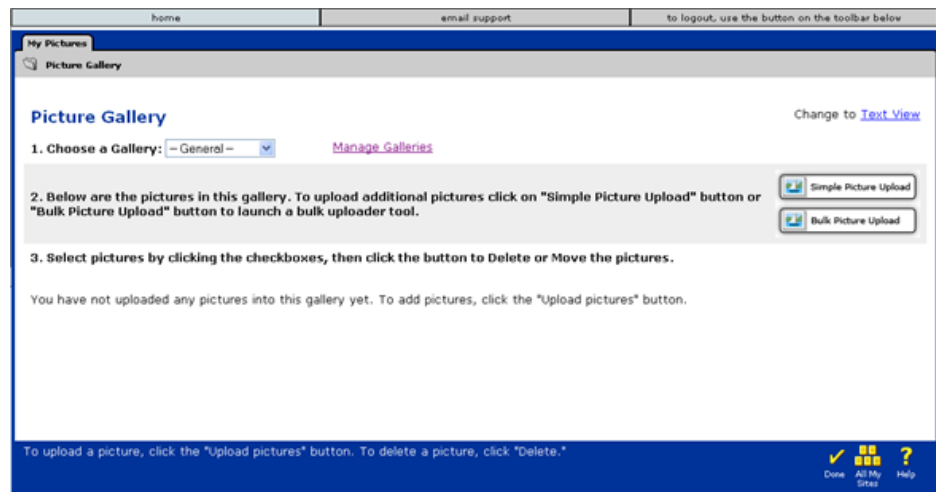 home
email support
to logout, use the button on the toolbar below
My Pictures
Picture Gallery
Picture Gallery
Change to Text View
1. Choose a Gallery: – General –
Manage Galleries
2. Below are the pictures in this gallery. To upload additional pictures click on "Simple Picture Upload" button or
"Bulk Picture Upload" button to launch a bulk uploader tool.
Simple Picture Upload
Bulk Picture Upload
3. Select pictures by clicking the checkboxes, then click the button to Delete or Move the pictures.
You have not uploaded any pictures into this gallery yet. To add pictures, click the "Upload pictures" button.
To upload a picture, click the "Upload pictures" button. To delete a picture, click "Delete."
Done
All My
Sites
?
Help